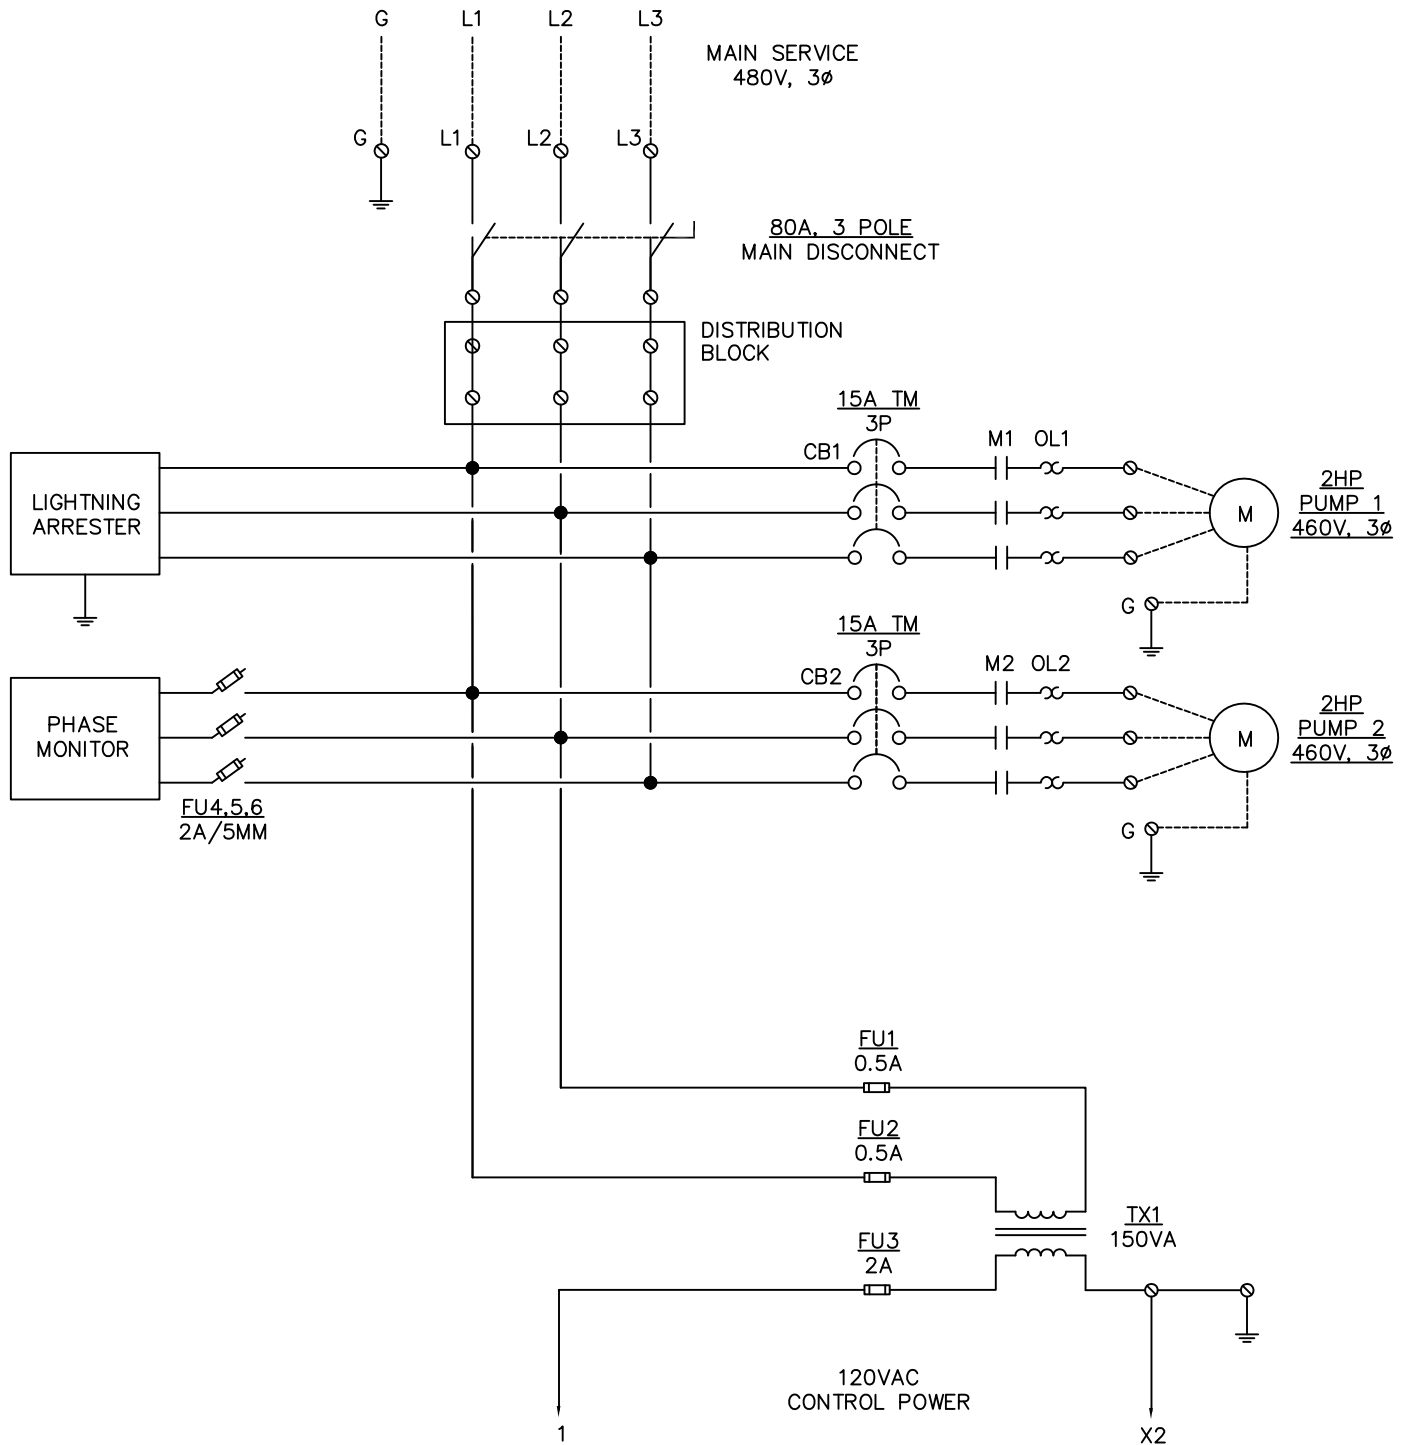 G
L1
L2
L3
MAIN SERVICE
480V, 3ø
G
L1
L2
L3
80A, 3 POLE
MAIN DISCONNECT
DISTRIBUTION
BLOCK
15A TM
3P
CB1
M1
OL1
LIGHTNING
ARRESTER
2HP
PUMP 1
460V, 3ø
M
G
15A TM
3P
CB2
M2
OL2
PHASE
MONITOR
2HP
PUMP 2
460V, 3ø
M
FU4,5,6
2A/5MM
G
FU1
0.5A
FU2
0.5A
TX1
150VA
FU3
2A
120VAC
CONTROL POWER
1
X2